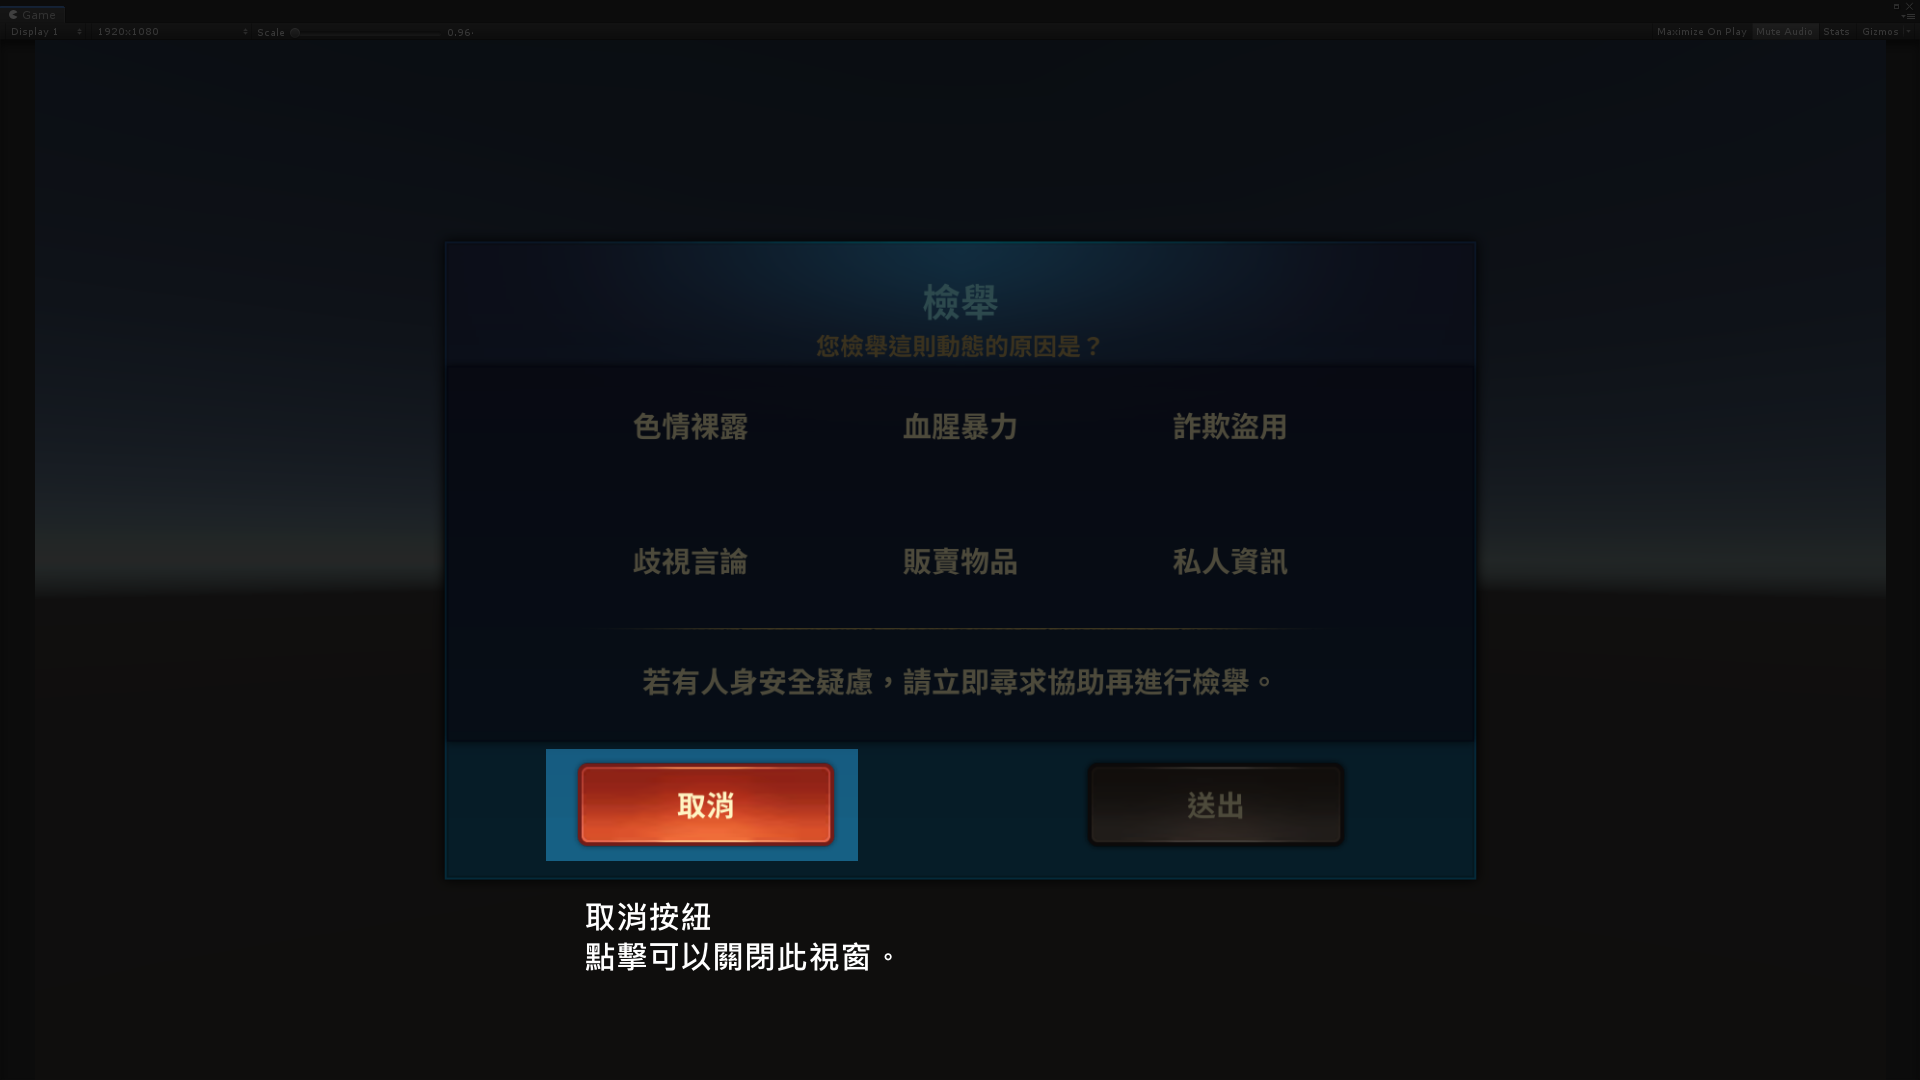 Game
Display 1 1920x1080 Scale 0.96 Maximize On Play Mute Audio Stats Gizmos
檢舉
您檢舉這則動態的原因是？
色情裸露 血腥暴力 詐欺盜用
歧視言論 販賣物品 私人資訊
若有人身安全疑慮，請立即尋求協助再進行檢舉。
取消 送出
取消按紐
點擊可以關閉此視窗。